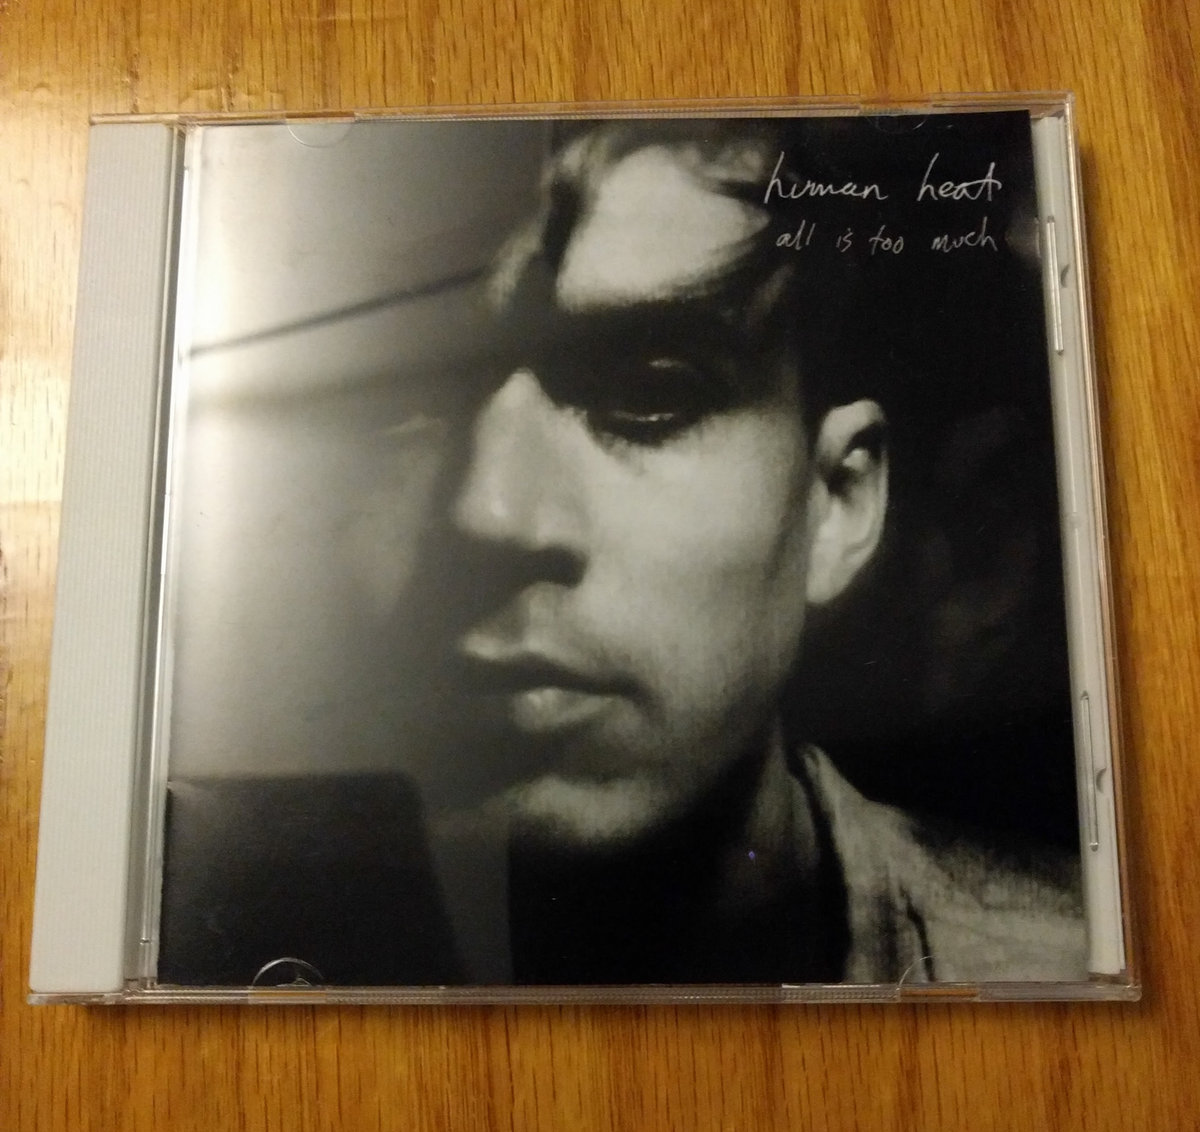 human heat
all is too much